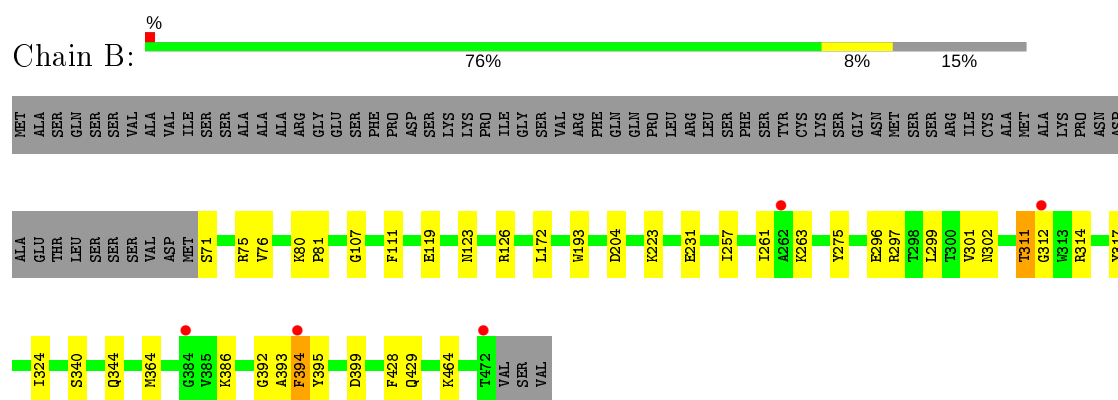 %
Chain B:
76% 8% 15%
MET ALA SER GLN SER SER VAL ALA VAL ILE SER SER ALA ALA ALA ARG GLY GLU SER PHE PRO ASP SER LYS LYS PRO ILE GLY SER VAL ARG PHE GLN GLN PRO LEU ARG LEU SER PHE SER TYR CYS LYS SER GLY ASN MET SER SER ARG ILE CYS ALA MET ALA LYS PRO ASN ASP
ALA GLU THR LEU SER SER SER VAL ASP MET S71 R75 V76 K80 P81 G107 F111 E119 N123 R126 L172 W193 D204 K223 E231 I257 I261 A262 K263 Y275 E296 R297 T298 L299 T300 V301 N302 T311 G312 W313 R314 Y317
I324 S340 Q344 M364 G384 V385 K386 G392 A393 F394 Y395 D399 F428 Q429 K464 T472 VAL SER VAL